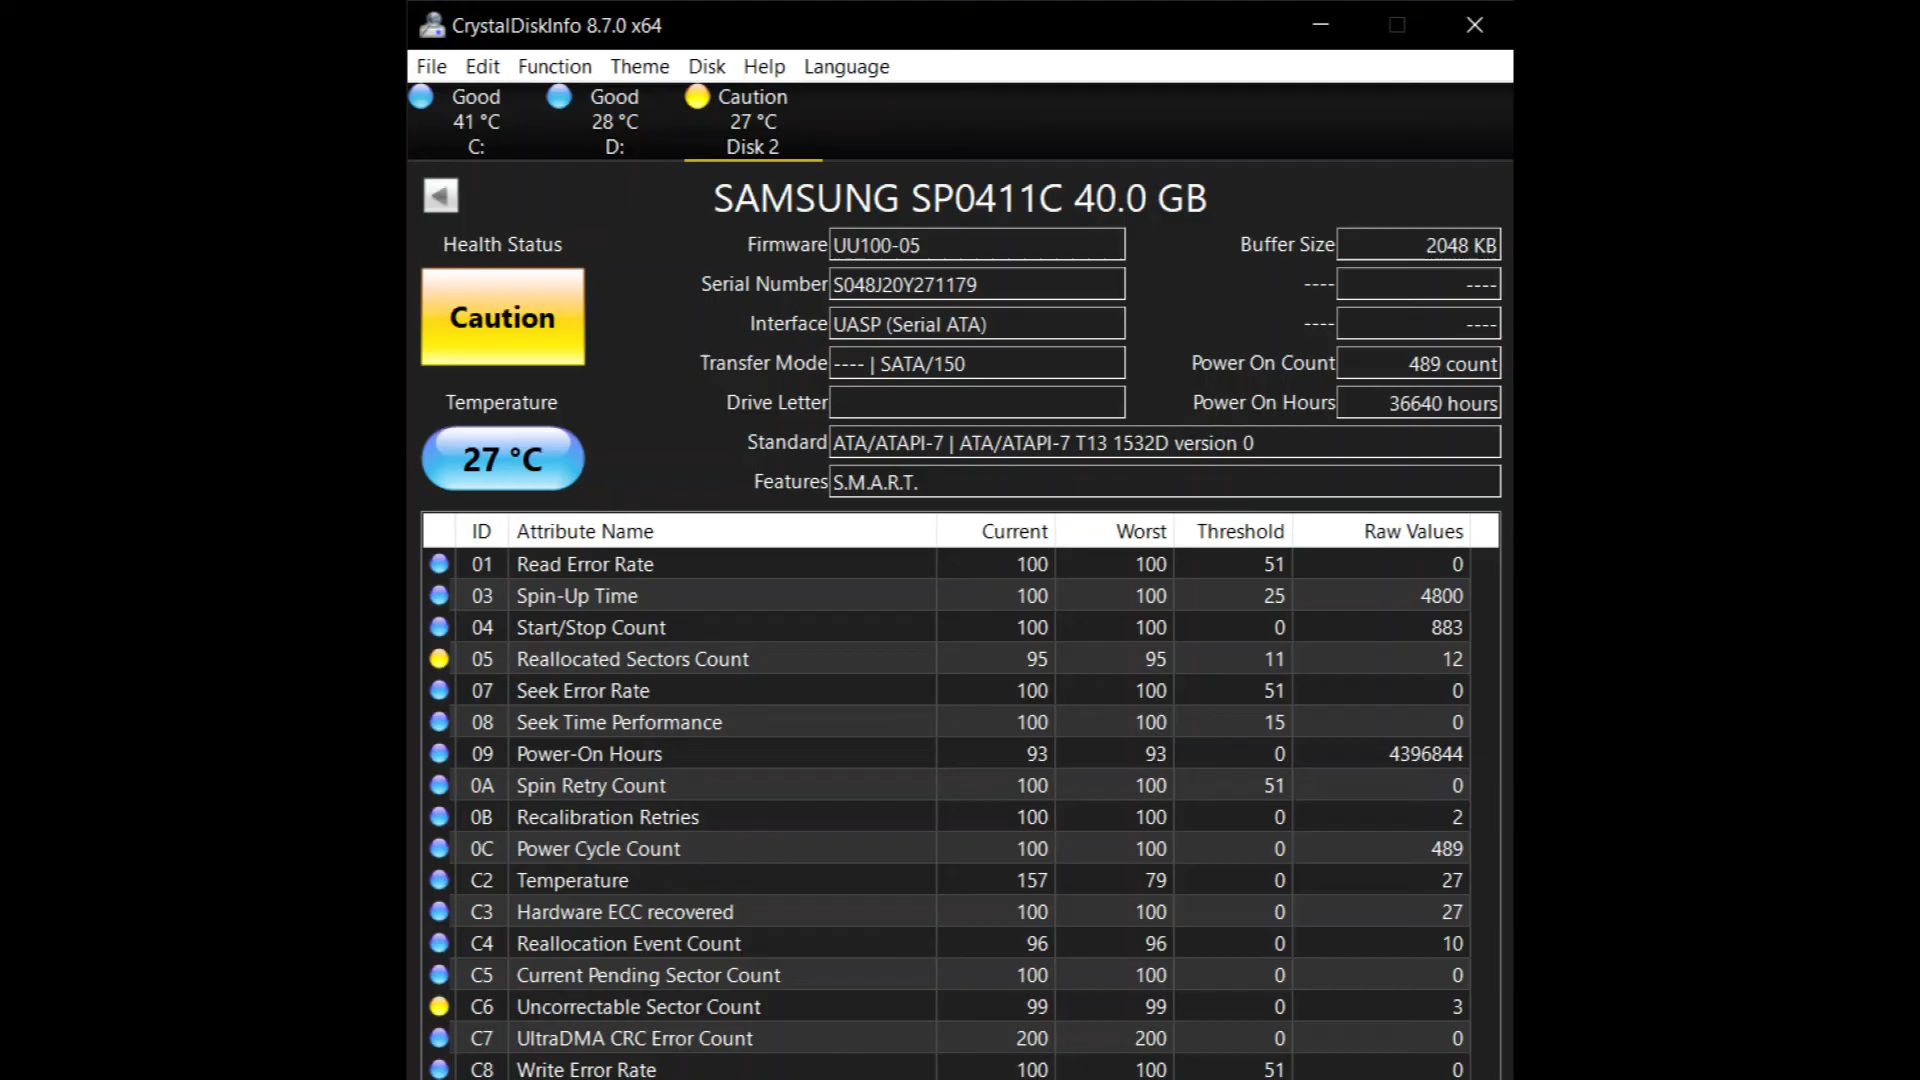 CrystalDiskInfo 8.7.0 x64
File Edit Function Theme Disk Help Language
Good Good Caution
41 °C 28 °C 27 °C
C: D: Disk 2
SAMSUNG SP0411C 40.0 GB
Health Status Firmware UU100-05 Buffer Size 2048 KB
Serial Number S048J20Y271179 ---- ----
Caution Interface UASP (Serial ATA) ---- ----
Transfer Mode ---- | SATA/150 Power On Count 489 count
Temperature Drive Letter Power On Hours 36640 hours
27 °C Standard ATA/ATAPI-7 | ATA/ATAPI-7 T13 1532D version 0
Features S.M.A.R.T.
ID Attribute Name Current Worst Threshold Raw Values
01 Read Error Rate 100 100 51 0
03 Spin-Up Time 100 100 25 4800
04 Start/Stop Count 100 100 0 883
05 Reallocated Sectors Count 95 95 11 12
07 Seek Error Rate 100 100 51 0
08 Seek Time Performance 100 100 15 0
09 Power-On Hours 93 93 0 4396844
0A Spin Retry Count 100 100 51 0
0B Recalibration Retries 100 100 0 2
0C Power Cycle Count 100 100 0 489
C2 Temperature 157 79 0 27
C3 Hardware ECC recovered 100 100 0 27
C4 Reallocation Event Count 96 96 0 10
C5 Current Pending Sector Count 100 100 0 0
C6 Uncorrectable Sector Count 99 99 0 3
C7 UltraDMA CRC Error Count 200 200 0 0
C8 Write Error Rate 100 100 51 0